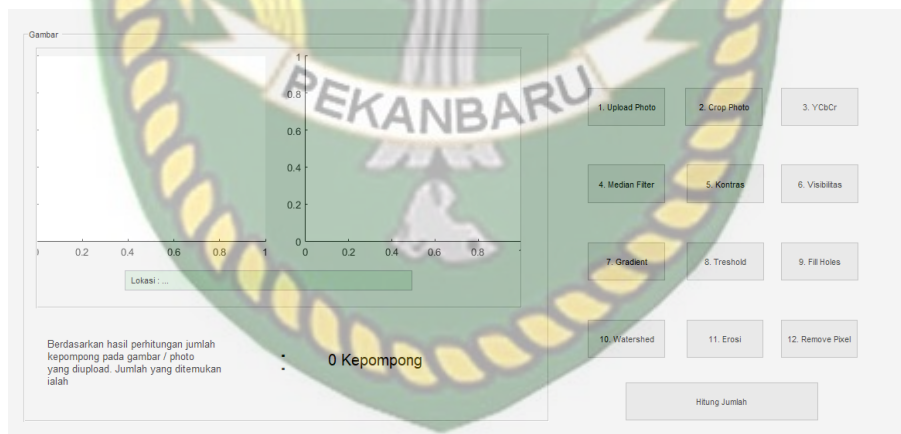 Gambar
PEKANBARU
1
0.8
0.6
0.4
0.2
0
0.2 0.4 0.6 0.8 1
0.2 0.4 0.6 0.8
Lokasi : ...
Berdasarkan hasil perhitungan jumlah
kepompong pada gambar / photo
yang diupload. Jumlah yang ditemukan
ialah
:
0 Kepompong
1. Upload Photo
2. Crop Photo
3. YCbCr
4. Median Filter
5. Kontras
6. Visibilitas
7. Gradient
8. Treshold
9. Fill Holes
10. Watershed
11. Erosi
12. Remove Pixel
Hitung Jumlah